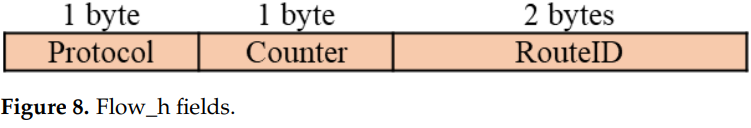 1 byte 1 byte 2 bytes
Protocol Counter RouteID
Figure 8. Flow_h fields.